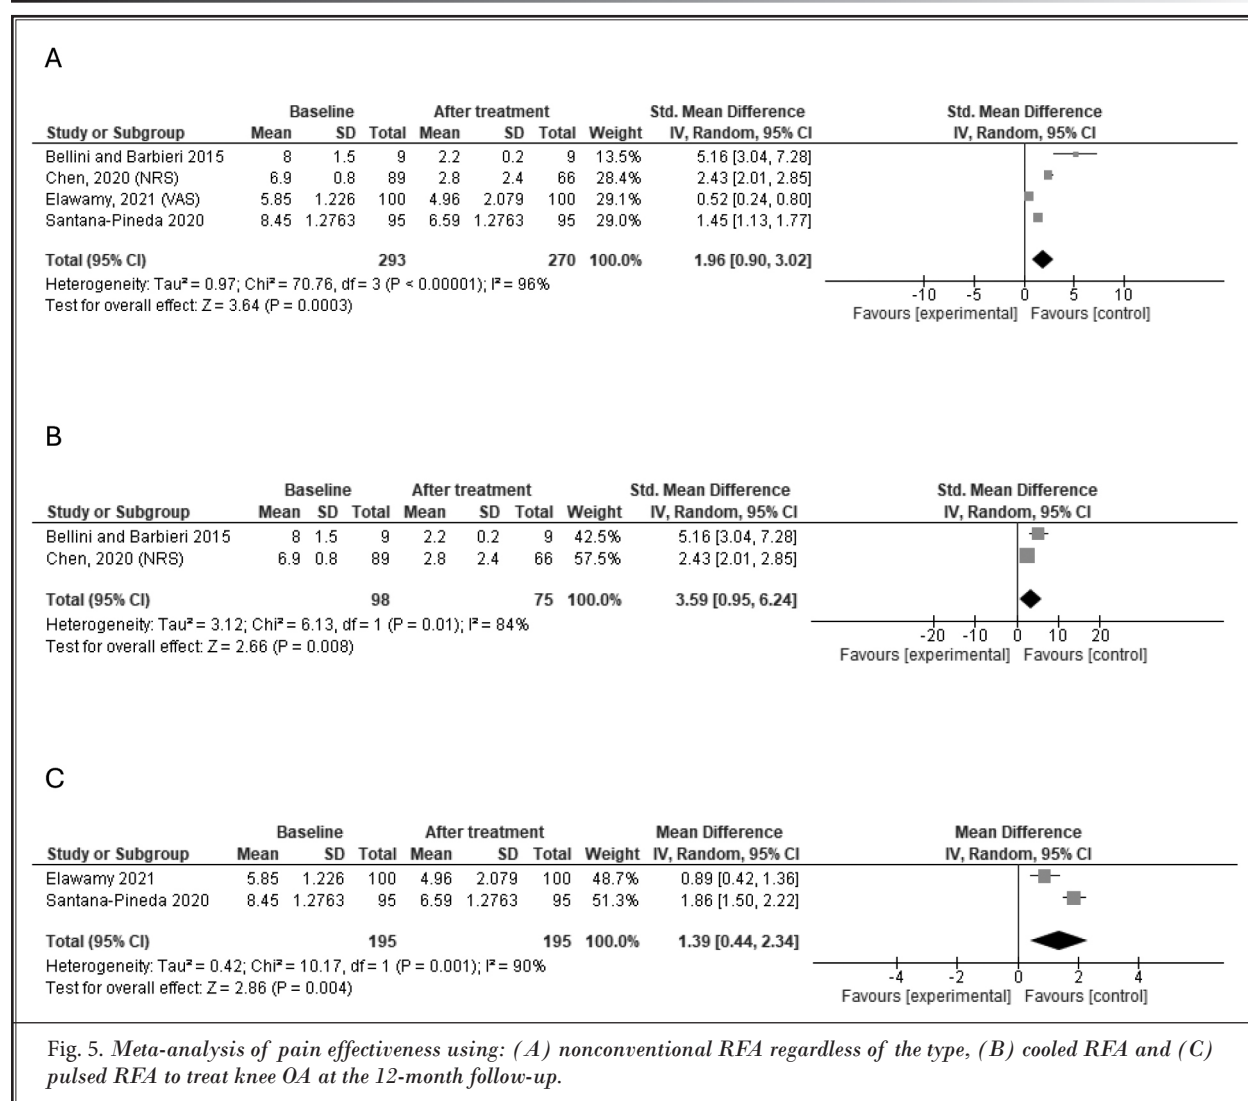 A
Baseline After treatment Std. Mean Difference Std. Mean Difference
Study or Subgroup Mean SD Total Mean SD Total Weight IV, Random, 95% CI IV, Random, 95% CI
Bellini and Barbieri 2015 8 1.5 9 2.2 0.2 9 13.5% 5.16 [3.04, 7.28]
Chen, 2020 (NRS) 6.9 0.8 89 2.8 2.4 66 28.4% 2.43 [2.01, 2.85]
Elawamy, 2021 (VAS) 5.85 1.226 100 4.96 2.079 100 29.1% 0.52 [0.24, 0.80]
Santana-Pineda 2020 8.45 1.2763 95 6.59 1.2763 95 29.0% 1.45 [1.13, 1.77]
Total (95% CI) 293 270 100.0% 1.96 [0.90, 3.02]
Heterogeneity: Tau² = 0.97; Chi² = 70.76, df = 3 (P < 0.00001); I² = 96%
Test for overall effect: Z = 3.64 (P = 0.0003)
-10 -5 0 5 10
Favours [experimental] Favours [control]
B
Baseline After treatment Std. Mean Difference Std. Mean Difference
Study or Subgroup Mean SD Total Mean SD Total Weight IV, Random, 95% CI IV, Random, 95% CI
Bellini and Barbieri 2015 8 1.5 9 2.2 0.2 9 42.5% 5.16 [3.04, 7.28]
Chen, 2020 (NRS) 6.9 0.8 89 2.8 2.4 66 57.5% 2.43 [2.01, 2.85]
Total (95% CI) 98 75 100.0% 3.59 [0.95, 6.24]
Heterogeneity: Tau² = 3.12; Chi² = 6.13, df = 1 (P = 0.01); I² = 84%
Test for overall effect: Z = 2.66 (P = 0.008)
-20 -10 0 10 20
Favours [experimental] Favours [control]
C
Baseline After treatment Mean Difference Mean Difference
Study or Subgroup Mean SD Total Mean SD Total Weight IV, Random, 95% CI IV, Random, 95% CI
Elawamy 2021 5.85 1.226 100 4.96 2.079 100 48.7% 0.89 [0.42, 1.36]
Santana-Pineda 2020 8.45 1.2763 95 6.59 1.2763 95 51.3% 1.86 [1.50, 2.22]
Total (95% CI) 195 195 100.0% 1.39 [0.44, 2.34]
Heterogeneity: Tau² = 0.42; Chi² = 10.17, df = 1 (P = 0.001); I² = 90%
Test for overall effect: Z = 2.86 (P = 0.004)
-4 -2 0 2 4
Favours [experimental] Favours [control]
Fig. 5. Meta-analysis of pain effectiveness using: (A) nonconventional RFA regardless of the type, (B) cooled RFA and (C)
pulsed RFA to treat knee OA at the 12-month follow-up.